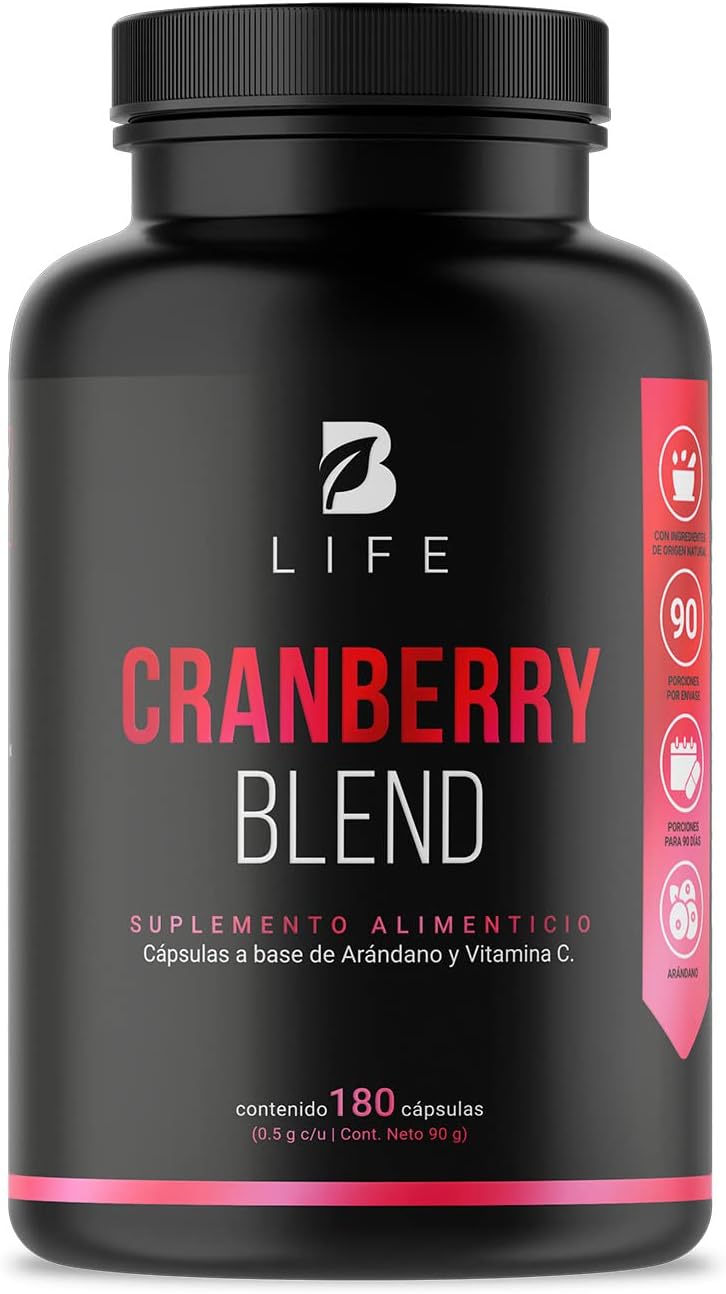 B
LIFE
CRANBERRY
BLEND
SUPLEMENTO ALIMENTICIO
Cápsulas a base de Arándano y Vitamina C.
contenido 180 cápsulas
(0.5 g c/u | Cont. Neto 90 g)
CON INGREDIENTES
DE ORIGEN NATURAL
90
PORCIONES
POR ENVASE
PORCIONES
PARA 90 DÍAS
ARÁNDANO